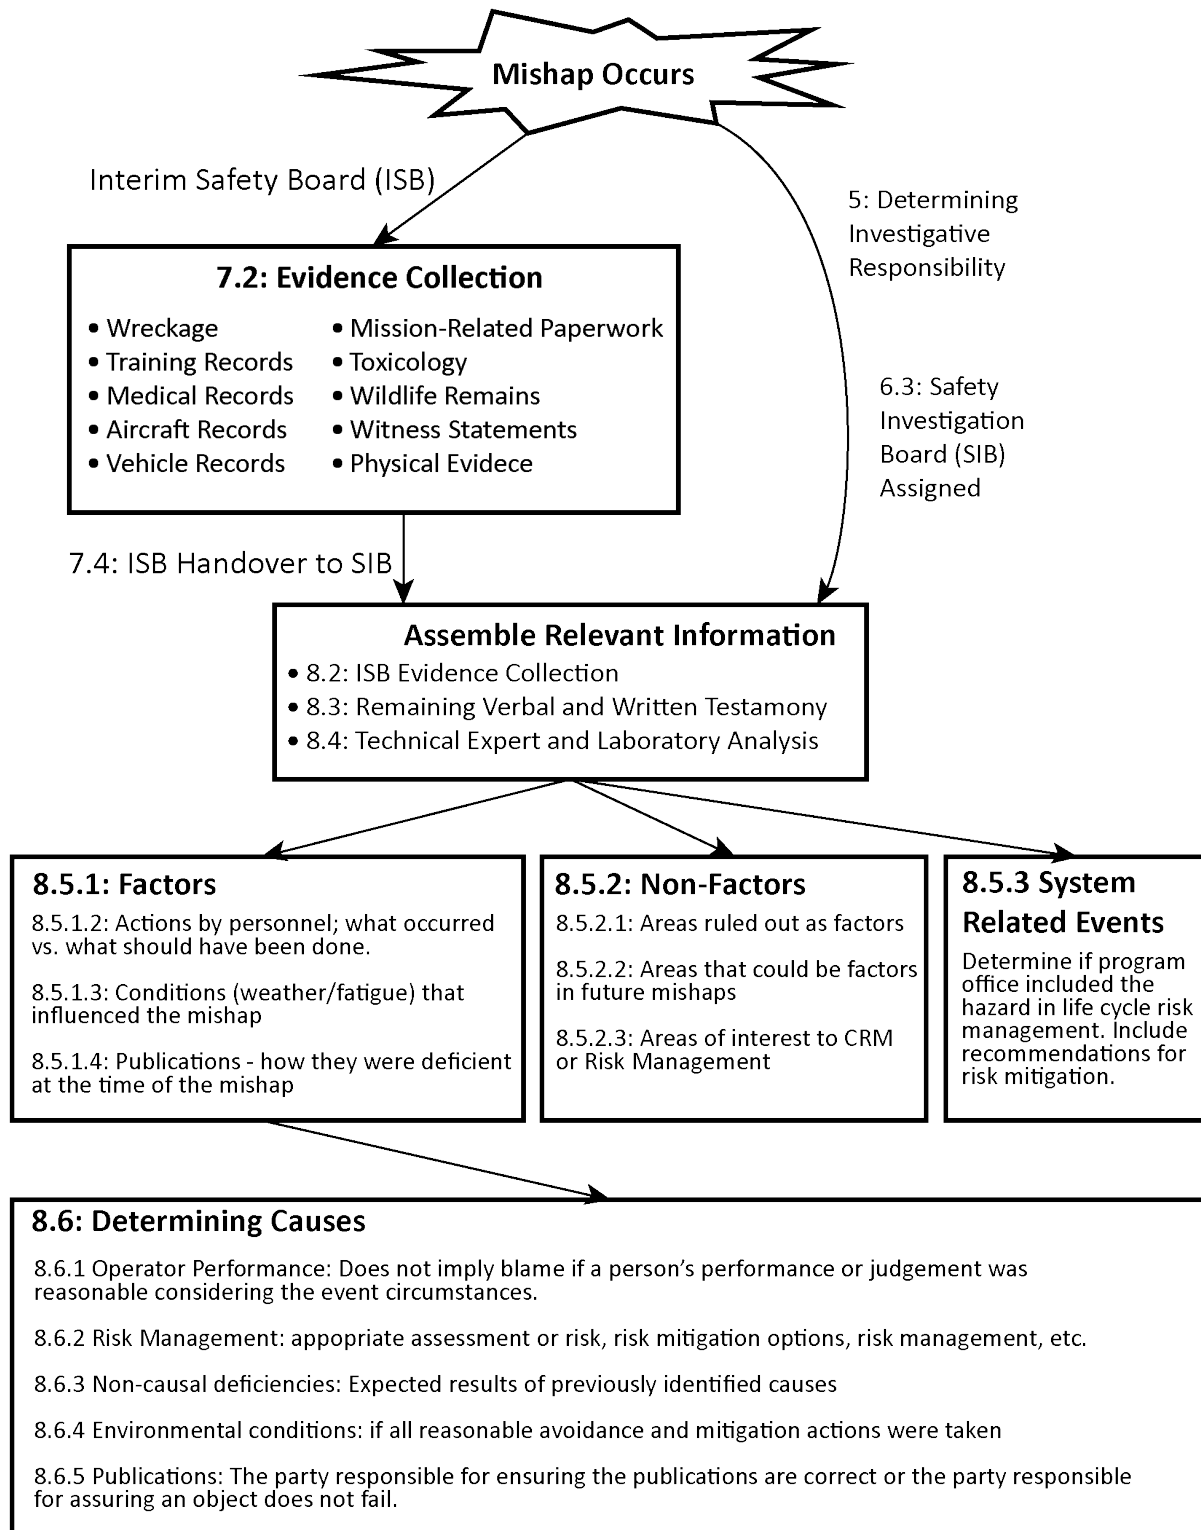 Mishap Occurs
Interim Safety Board (ISB)
5: Determining
Investigative
Responsibility
7.2: Evidence Collection
• Wreckage
• Training Records
• Medical Records
• Aircraft Records
• Vehicle Records
• Mission-Related Paperwork
• Toxicology
• Wildlife Remains
• Witness Statements
• Physical Evidece
6.3: Safety
Investigation
Board (SIB)
Assigned
7.4: ISB Handover to SIB
Assemble Relevant Information
• 8.2: ISB Evidence Collection
• 8.3: Remaining Verbal and Written Testamony
• 8.4: Technical Expert and Laboratory Analysis
8.5.1: Factors
8.5.1.2: Actions by personnel; what occurred
vs. what should have been done.
8.5.1.3: Conditions (weather/fatigue) that
influenced the mishap
8.5.1.4: Publications - how they were deficient
at the time of the mishap
8.5.2: Non-Factors
8.5.2.1: Areas ruled out as factors
8.5.2.2: Areas that could be factors
in future mishaps
8.5.2.3: Areas of interest to CRM
or Risk Management
8.5.3 System
Related Events
Determine if program
office included the
hazard in life cycle risk
management. Include
recommendations for
risk mitigation.
8.6: Determining Causes
8.6.1 Operator Performance: Does not imply blame if a person's performance or judgement was
reasonable considering the event circumstances.
8.6.2 Risk Management: appopriate assessment or risk, risk mitigation options, risk management, etc.
8.6.3 Non-causal deficiencies: Expected results of previously identified causes
8.6.4 Environmental conditions: if all reasonable avoidance and mitigation actions were taken
8.6.5 Publications: The party responsible for ensuring the publications are correct or the party responsible
for assuring an object does not fail.